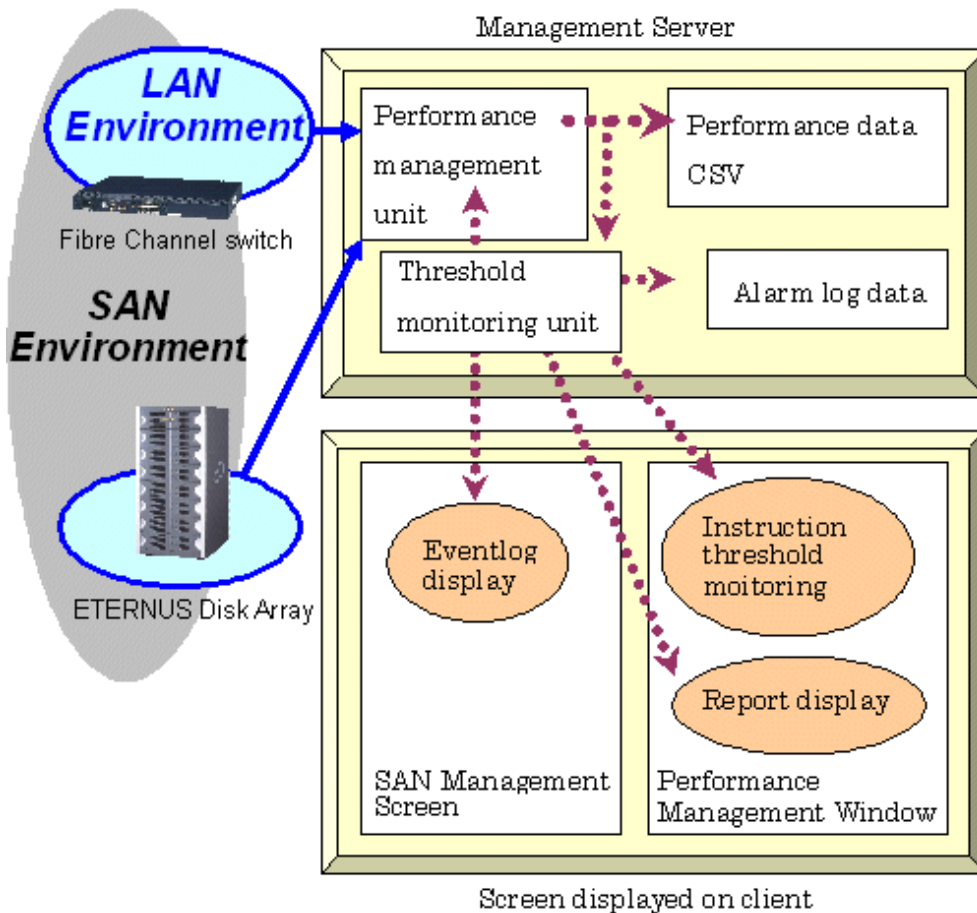 Management Server
LAN
Environment
Fibre Channel switch
SAN
Environment
ETERNUS Disk Array
Performance
management
unit
Performance data
CSV
Threshold
monitoring unit
Alarm log data
Eventlog
display
SAN Management
Screen
Instruction
threshold
moitoring
Report display
Performance
Management Window
Screen displayed on client